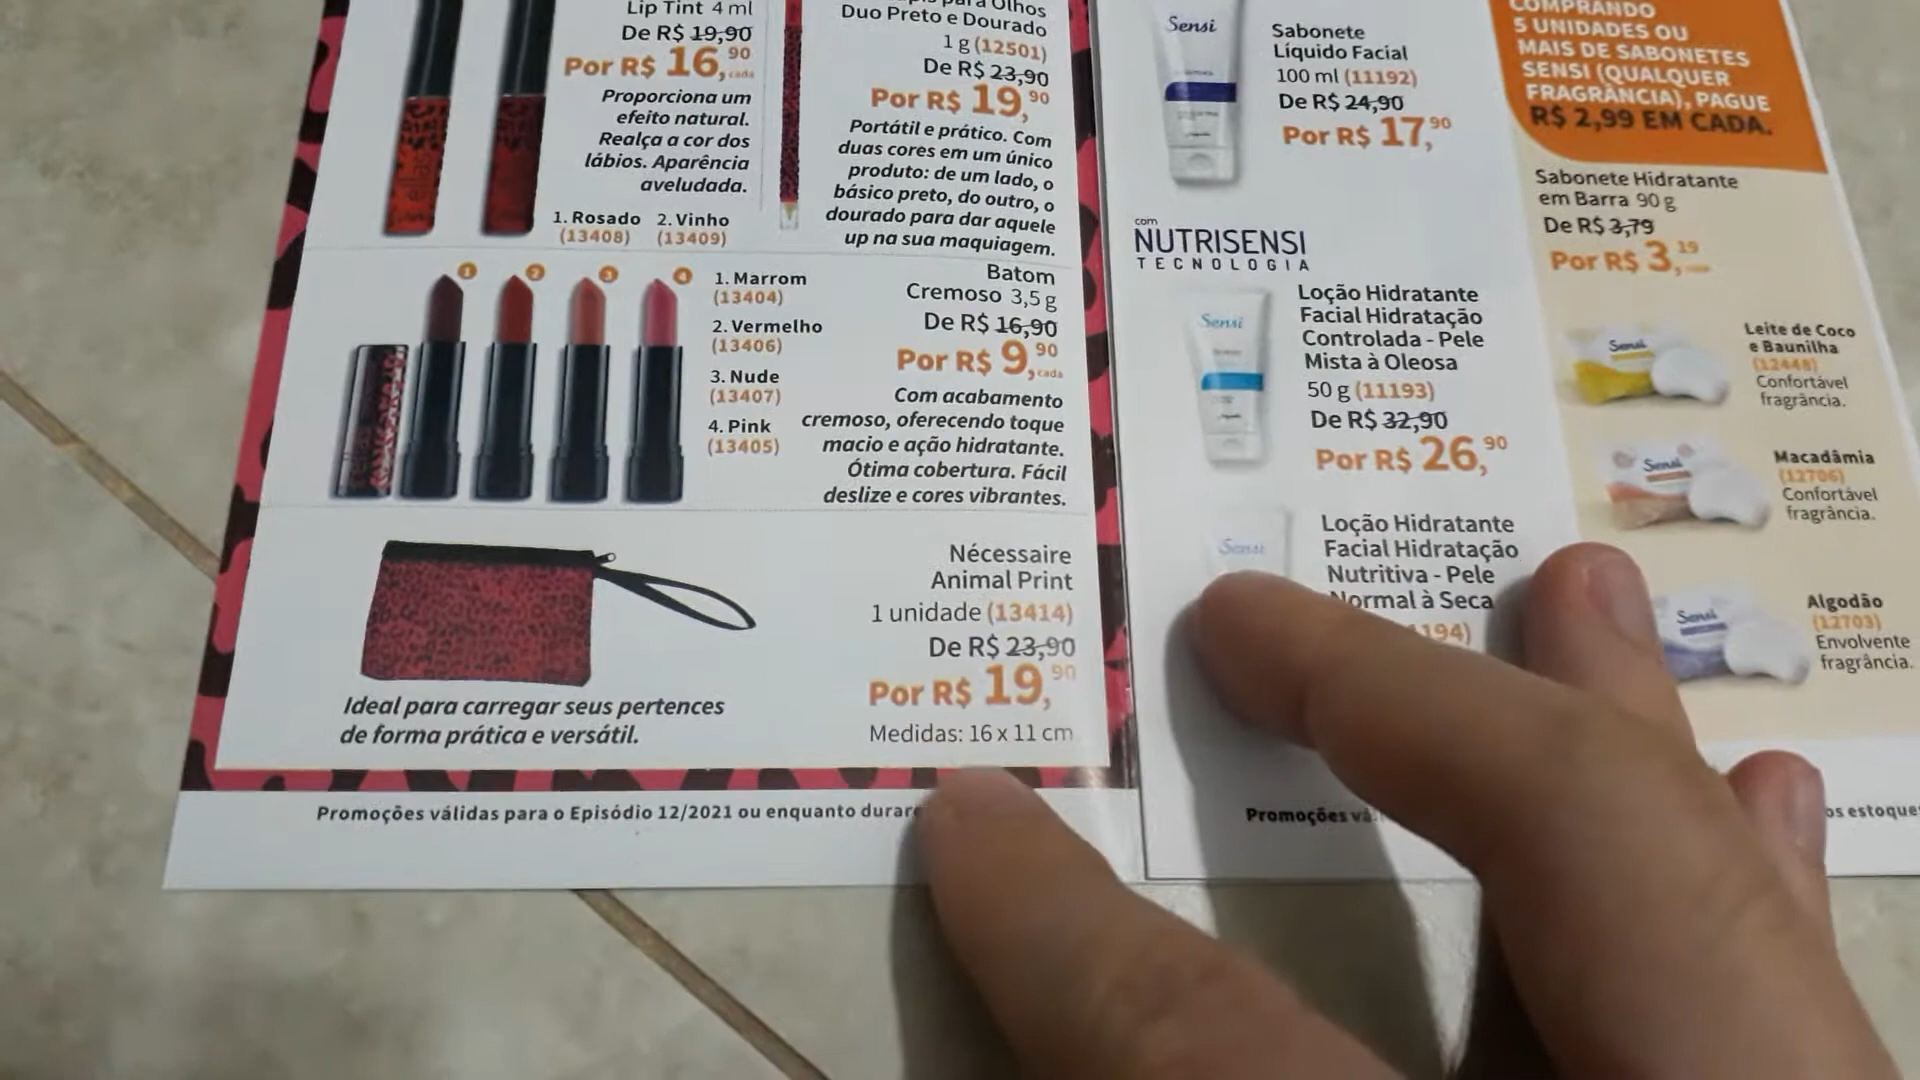 Lip Tint 4 ml
De R$ 19,90
Por R$ 16,90 cada
Proporciona um
efeito natural.
Realça a cor dos
lábios. Aparência
aveludada.
1. Rosado
(13408)
2. Vinho
(13409)
para Olhos
Duo Preto e Dourado
1 g (12501)
De R$ 23,90
Por R$ 19,90
Portátil e prático. Com
duas cores em um único
produto: de um lado, o
básico preto, do outro, o
dourado para dar aquele
up na sua maquiagem.
1
2
3
4
1. Marrom
(13404)
2. Vermelho
(13406)
3. Nude
(13407)
4. Pink
(13405)
Batom
Cremoso 3,5 g
De R$ 16,90
Por R$ 9,90 cada
Com acabamento
cremoso, oferecendo toque
macio e ação hidratante.
Ótima cobertura. Fácil
deslize e cores vibrantes.
Nécessaire
Animal Print
1 unidade (13414)
De R$ 23,90
Por R$ 19,90
Medidas: 16 x 11 cm
Ideal para carregar seus pertences
de forma prática e versátil.
Promoções válidas para o Episódio 12/2021 ou enquanto
Sensi
Sabonete
Líquido Facial
100 ml (11192)
De R$ 24,90
Por R$ 17,90
com
NUTRISENSI
TECNOLOGIA
Sensi
Loção Hidratante
Facial Hidratação
Controlada - Pele
Mista à Oleosa
50 g (11193)
De R$ 32,90
Por R$ 26,90
Sensi
Loção Hidratante
Facial Hidratação
Nutritiva - Pele
Normal à Seca
194)
Promoções
os estoque
COMPRANDO
5 UNIDADES OU
MAIS DE SABONETES
SENSI (QUALQUER
FRAGRÂNCIA), PAGUE
R$ 2,99 EM CADA.
Sabonete Hidratante
em Barra 90 g
De R$ 3,79
Por R$ 3,19
Sensi
Leite de Coco
e Baunilha
(12448)
Confortável
fragrância.
Sensi
Macadâmia
(12706)
Confortável
fragrância.
Sensi
Algodão
(12703)
Envolvente
fragrância.